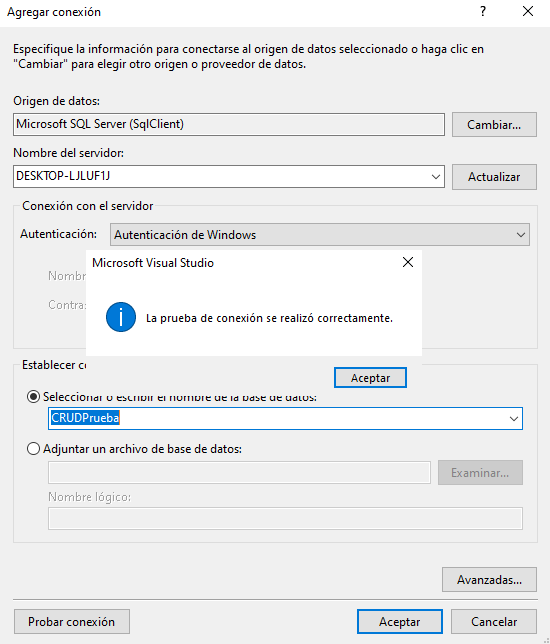 Agregar conexión
?
Especifique la información para conectarse al origen de datos seleccionado o haga clic en
"Cambiar" para elegir otro origen o proveedor de datos.
Origen de datos:
Microsoft SQL Server (SqlClient)
Cambiar...
Nombre del servidor:
DESKTOP-LJLUF1J
Actualizar
Conexión con el servidor
Autenticación:
Autenticación de Windows
Microsoft Visual Studio
Nombr
La prueba de conexión se realizó correctamente.
Contra
Establecer co
Aceptar
Seleccionar o escribir el nombre de la base de datos:
CRUDPrueba
Adjuntar un archivo de base de datos:
Examinar...
Nombre lógico:
Avanzadas...
Probar conexión
Aceptar
Cancelar